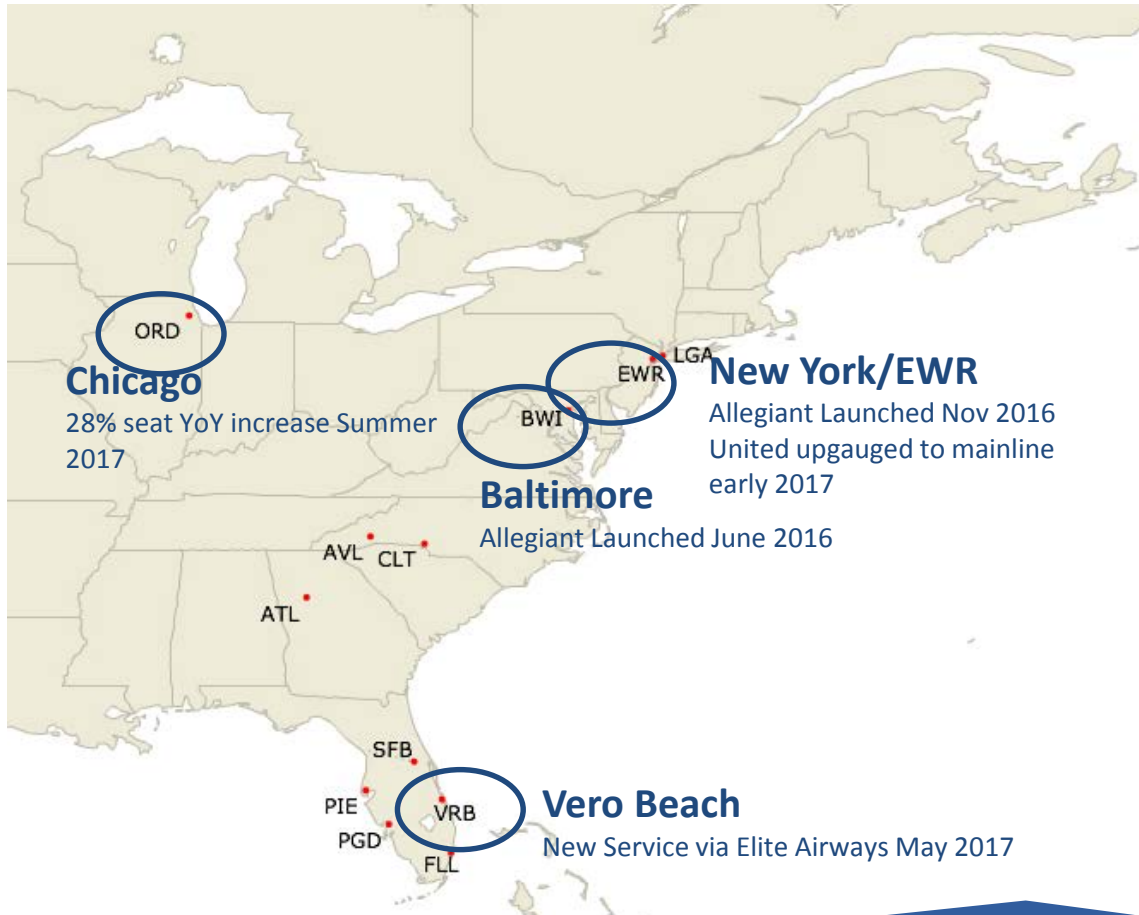 ORD
Chicago
28% seat YoY increase Summer
2017
LGA
EWR
New York/EWR
Allegiant Launched Nov 2016
United upgauged to mainline
early 2017
BWI
Baltimore
Allegiant Launched June 2016
AVL
CLT
ATL
SFB
PIE
VRB
PGD
FLL
Vero Beach
New Service via Elite Airways May 2017